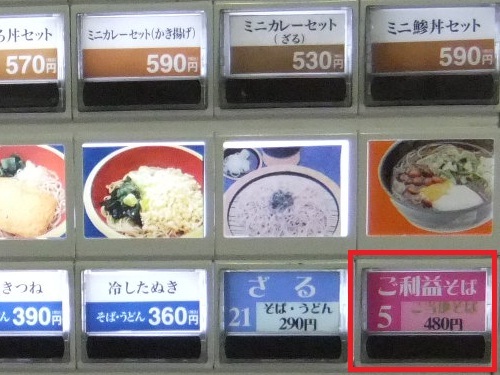 ろ丼セット
570円
ミニカレーセット(かき揚げ)
590円
ミニカレーセット
(ざる)
530円
ミニ鯵丼セット
590円
きつね
390円
冷したぬき
そば・うどん 360円
ざる
21 そば・うどん
290円
ご利益そば
5
480円